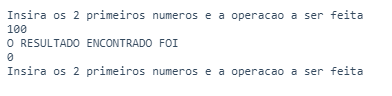 Insira os 2 primeiros numeros e a operacao a ser feita
100
O RESULTADO ENCONTRADO FOI
0
Insira os 2 primeiros numeros e a operacao a ser feita